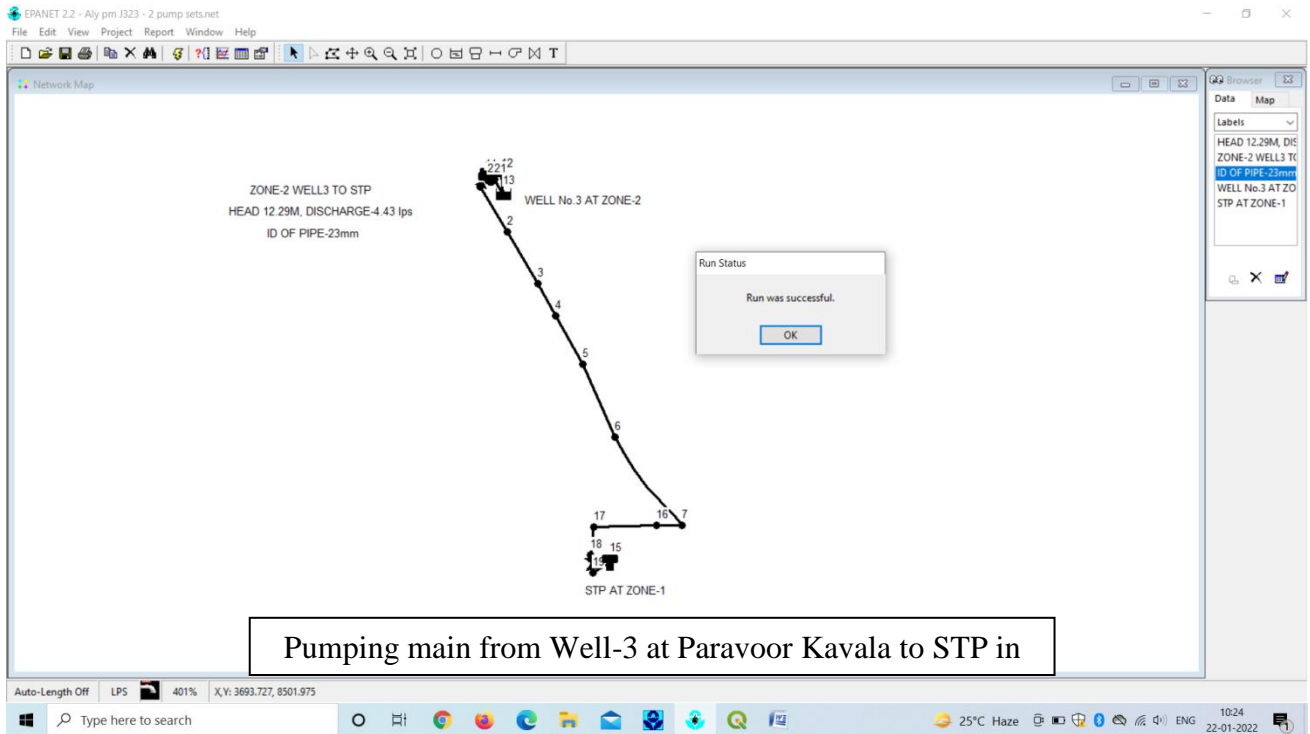 EPANET 2.2 - Aly pm J323 - 2 pump sets.net
File Edit View Project Report Window Help
T
Network Map
Browser
Data Map
Labels
HEAD 12.29M, DIS
ZONE-2 WELL3 TO
ID OF PIPE-23mm
WELL No.3 AT ZO
STP AT ZONE-1
12
221
13
ZONE-2 WELL3 TO STP
WELL No.3 AT ZONE-2
HEAD 12.29M, DISCHARGE-4.43 lps
2
ID OF PIPE-23mm
Run Status
3
Run was successful.
4
OK
5
6
17 16 7
18 15
19
STP AT ZONE-1
Pumping main from Well-3 at Paravoor Kavala to STP in
Auto-Length Off LPS 401% X,Y: 3693.727, 8501.975
Type here to search
25°C Haze ENG 10:24
22-01-2022